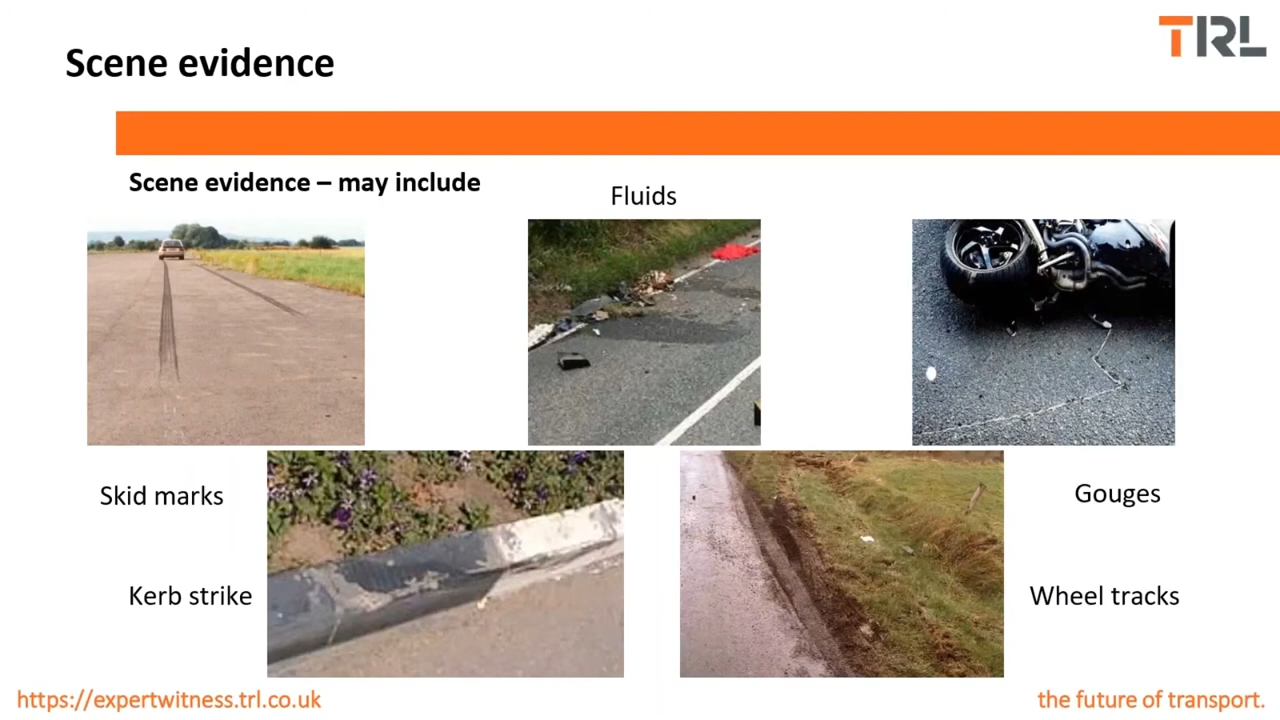 TRL
Scene evidence
Scene evidence – may include
Fluids
Skid marks
Gouges
Kerb strike
Wheel tracks
https://expertwitness.trl.co.uk
the future of transport.